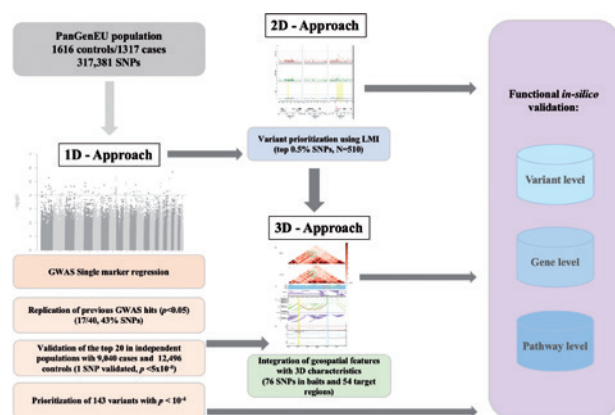 PanGenEU population
1616 controls/1317 cases
317,381 SNPs
2D - Approach
Functional in-silico
validation:
1D - Approach
Variant prioritization using LMI
(top 0.5% SNPs, N=510)
Variant level
3D - Approach
GWAS Single marker regression
Gene level
Replication of previous GWAS hits (p<0.05)
(17/40, 43% SNPs)
Validation of the top 20 in independent
populations with 9,040 cases and 12,496
controls (1 SNP validated, p <5x10⁻⁸)
Integration of geospatial features
with 3D characteristics
(76 SNPs in baits and 54 target
regions)
Pathway level
Prioritization of 143 variants with p < 10⁻⁴